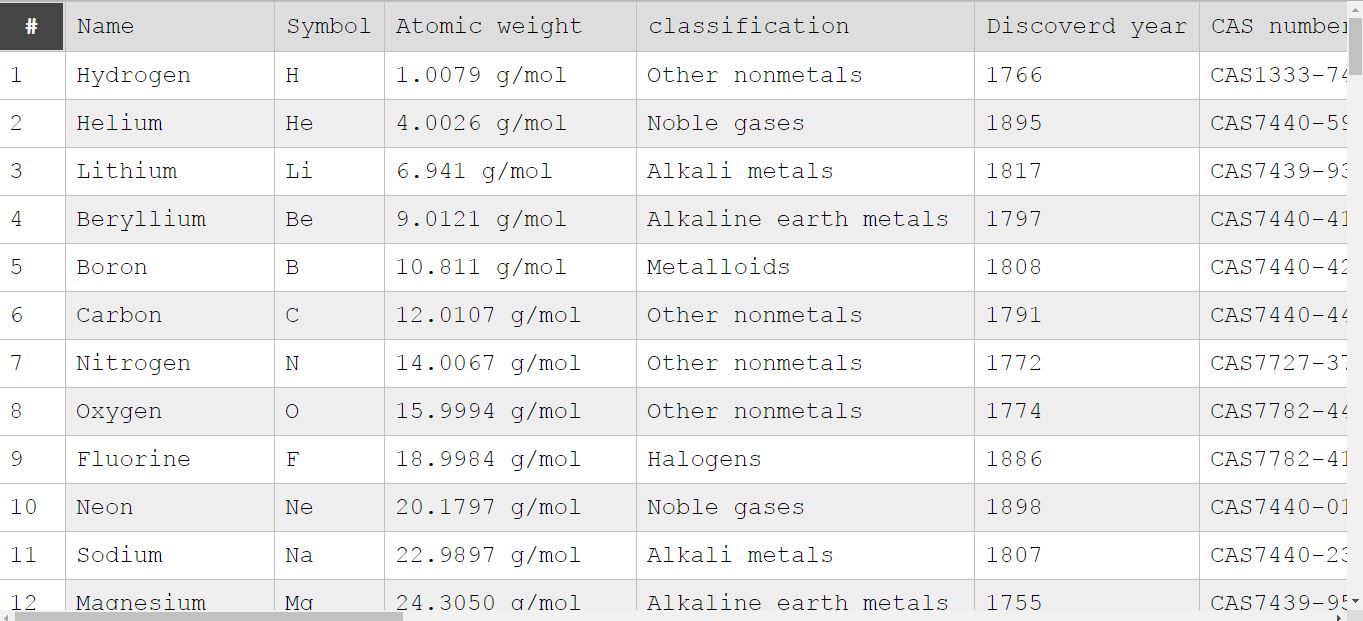 # Name Symbol Atomic weight classification Discoverd year CAS number
1 Hydrogen H 1.0079 g/mol Other nonmetals 1766 CAS1333-74
2 Helium He 4.0026 g/mol Noble gases 1895 CAS7440-59
3 Lithium Li 6.941 g/mol Alkali metals 1817 CAS7439-93
4 Beryllium Be 9.0121 g/mol Alkaline earth metals 1797 CAS7440-41
5 Boron B 10.811 g/mol Metalloids 1808 CAS7440-42
6 Carbon C 12.0107 g/mol Other nonmetals 1791 CAS7440-44
7 Nitrogen N 14.0067 g/mol Other nonmetals 1772 CAS7727-37
8 Oxygen O 15.9994 g/mol Other nonmetals 1774 CAS7782-44
9 Fluorine F 18.9984 g/mol Halogens 1886 CAS7782-41
10 Neon Ne 20.1797 g/mol Noble gases 1898 CAS7440-01
11 Sodium Na 22.9897 g/mol Alkali metals 1807 CAS7440-23
12 Magnesium Mg 24.3050 g/mol Alkaline earth metals 1755 CAS7439-95